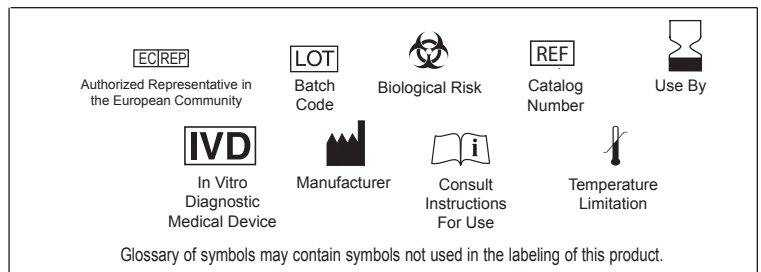 EC REP
Authorized Representative in
the European Community
LOT
Batch
Code
Biological Risk
REF
Catalog
Number
Use By
IVD
In Vitro
Diagnostic
Medical Device
Manufacturer
i
Consult
Instructions
For Use
Temperature
Limitation
Glossary of symbols may contain symbols not used in the labeling of this product.